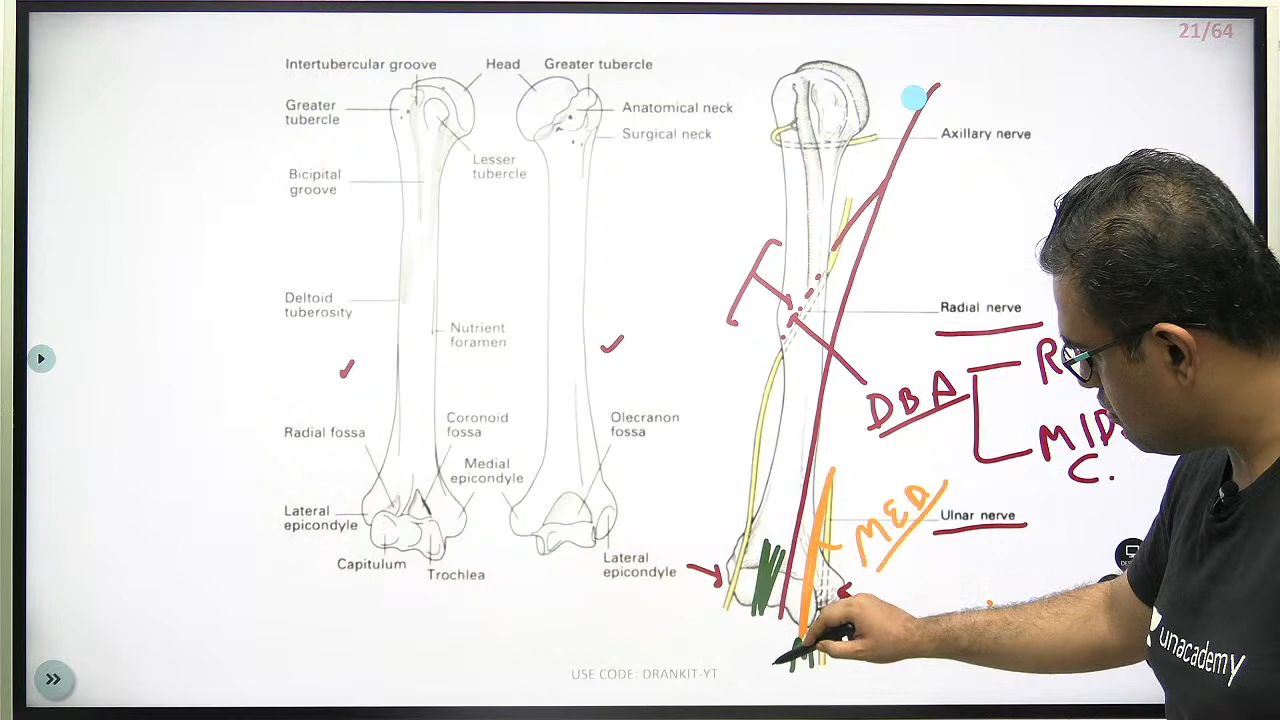 21/64
Intertubercular groove
Head
Greater tubercle
Greater
tubercle
Anatomical neck
Surgical neck
Axillary nerve
Lesser
tubercle
Bicipital
groove
Deltoid
tuberosity
Nutrient
foramen
Radial nerve
R
DBA
MID
C.
Radial fossa
Coronoid
fossa
Olecranon
fossa
Medial
epicondyle
MED
Ulnar nerve
Lateral
epicondyle
Capitulum
Trochlea
Lateral
epicondyle
unacademy
USE CODE: DRANKIT-YT